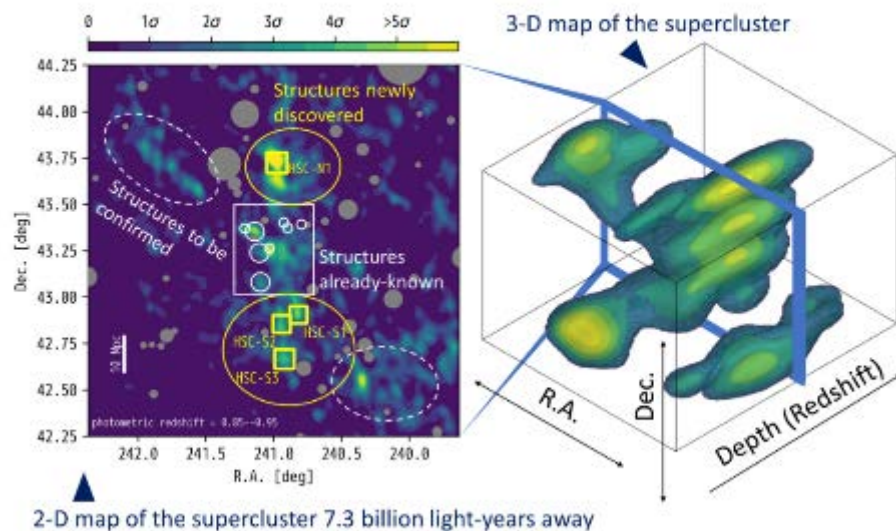 0 1σ 2σ 3σ 4σ >5σ
3-D map of the supercluster
44.25
44.00
43.75
43.50
43.25
43.00
42.75
42.50
42.25
Dec. [deg]
Structures newly
discovered
HSC-N1
Structures to be
confirmed
Structures
already-known
HSC-S1
HSC-S2
HSC-S3
10 Mpc
photometric redshift = 0.85--0.95
242.0 241.5 241.0 240.5 240.0
R.A. [deg]
R.A.
Dec.
Depth (Redshift)
2-D map of the supercluster 7.3 billion light-years away